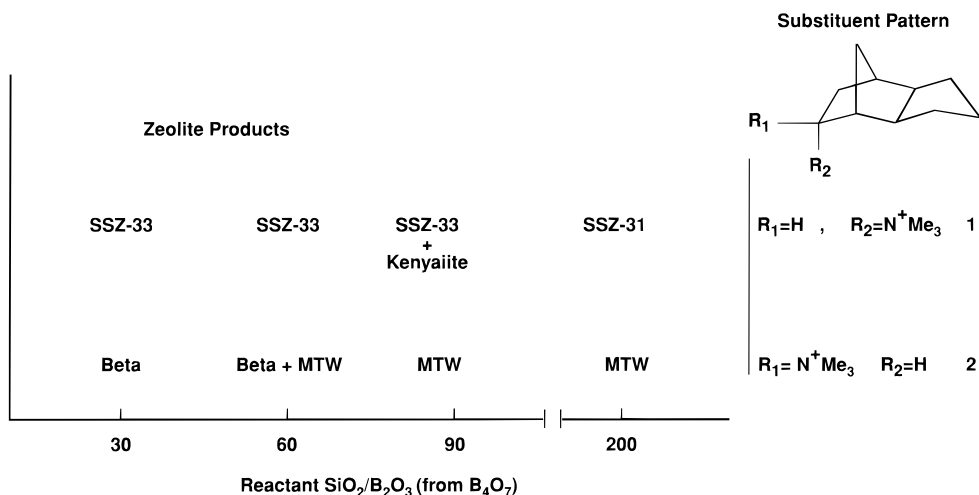 Substituent Pattern
R₁
R₂
Zeolite Products
SSZ-33 SSZ-33 SSZ-33 + Kenyaiite SSZ-31 R₁=H , R₂=N⁺Me₃ 1
Beta Beta + MTW MTW MTW R₁= N⁺Me₃ R₂=H 2
30 60 90 200
Reactant SiO₂/B₂O₃ (from B₄O₇)